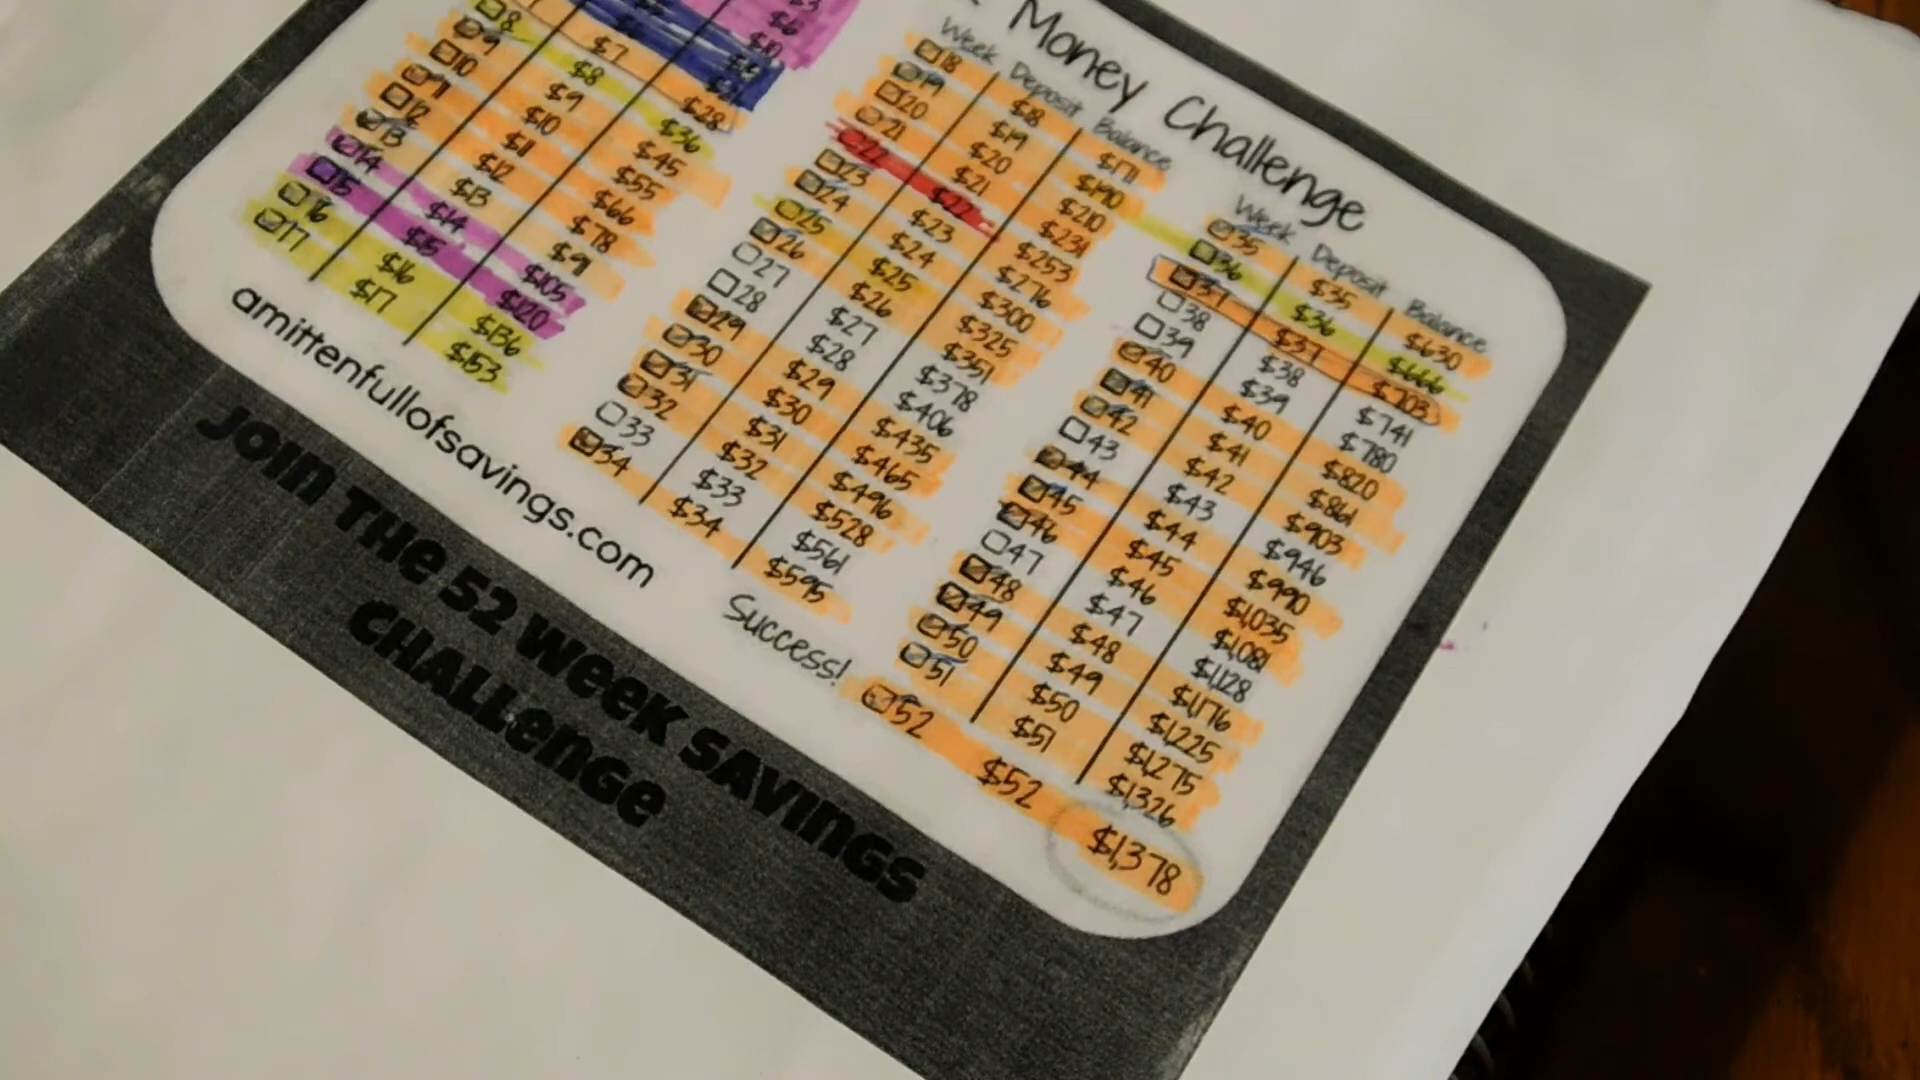 Money Challenge
$3
$6
$10
$7 $28
8 $8 $36
9 $9 $45
10 $10 $55
11 $11 $66
12 $12 $78
13 $13 $91
14 $14 $105
15 $15 $120
16 $16 $136
17 $17 $153
Week Deposit Balance
18 $18 $171
19 $19 $190
20 $20 $210
21 $21 $231
22 $22 $253
23 $23 $276
24 $24 $300
25 $25 $325
26 $26 $351
27 $27 $378
28 $28 $406
29 $29 $435
30 $30 $465
31 $31 $496
32 $32 $528
33 $33 $561
34 $34 $595
Week Deposit Balance
35 $35 $630
36 $36 $666
37 $37 $703
38 $38 $741
39 $39 $780
40 $40 $820
41 $41 $861
42 $42 $903
43 $43 $946
44 $44 $990
45 $45 $1,035
46 $46 $1,081
47 $47 $1,128
48 $48 $1,176
49 $49 $1,225
50 $50 $1,275
51 $51 $1,326
Success! 52 $52 $1,378
amittenfullofsavings.com
JOIN THE 52 WEEK SAVINGS
CHALLENGE